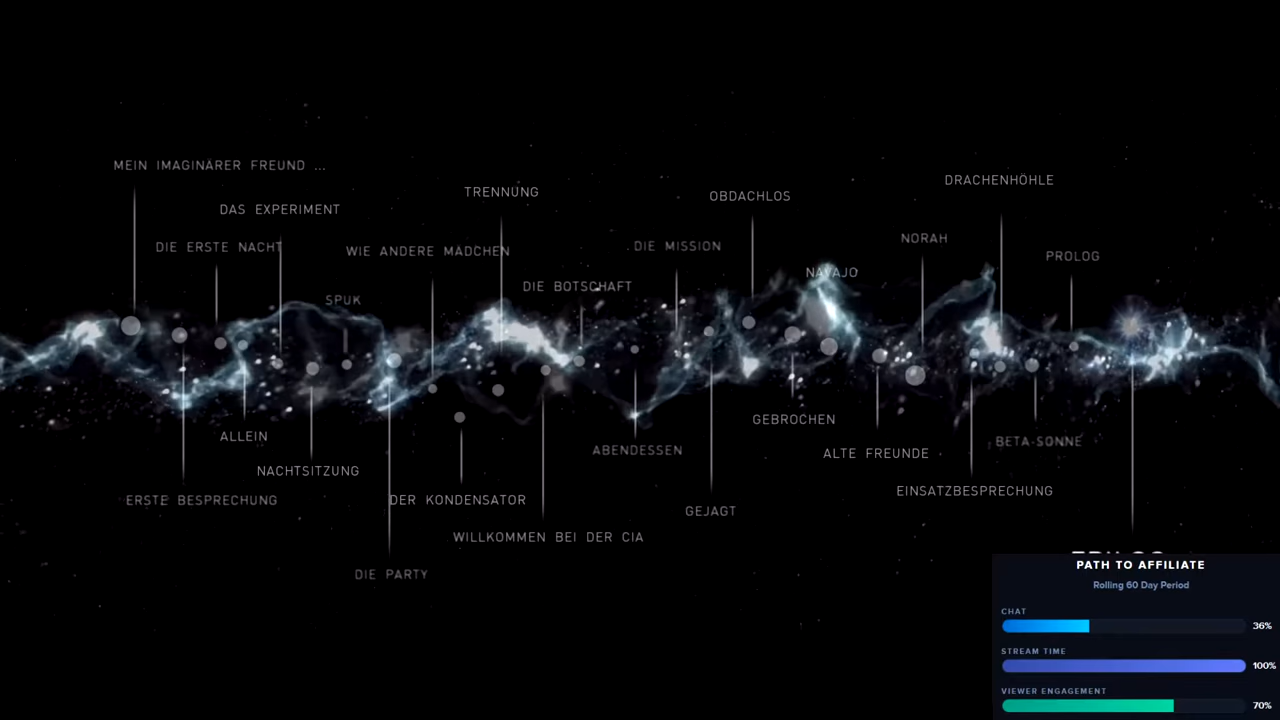 MEIN IMAGINÄRER FREUND ...
DRACHENHÖHLE
TRENNUNG
OBDACHLOS
DAS EXPERIMENT
NORAH
DIE ERSTE NACHT
WIE ANDERE MÄDCHEN
DIE MISSION
PROLOG
NAVAJO
DIE BOTSCHAFT
SPUK
GEBROCHEN
ALLEIN
BETA-SONNE
ABENDESSEN
ALTE FREUNDE
NACHTSITZUNG
EINSATZBESPRECHUNG
ERSTE BESPRECHUNG
DER KONDENSATOR
GEJAGT
WILLKOMMEN BEI DER CIA
DIE PARTY
PATH TO AFFILIATE
Rolling 60 Day Period
CHAT
36%
STREAM TIME
100%
VIEWER ENGAGEMENT
70%